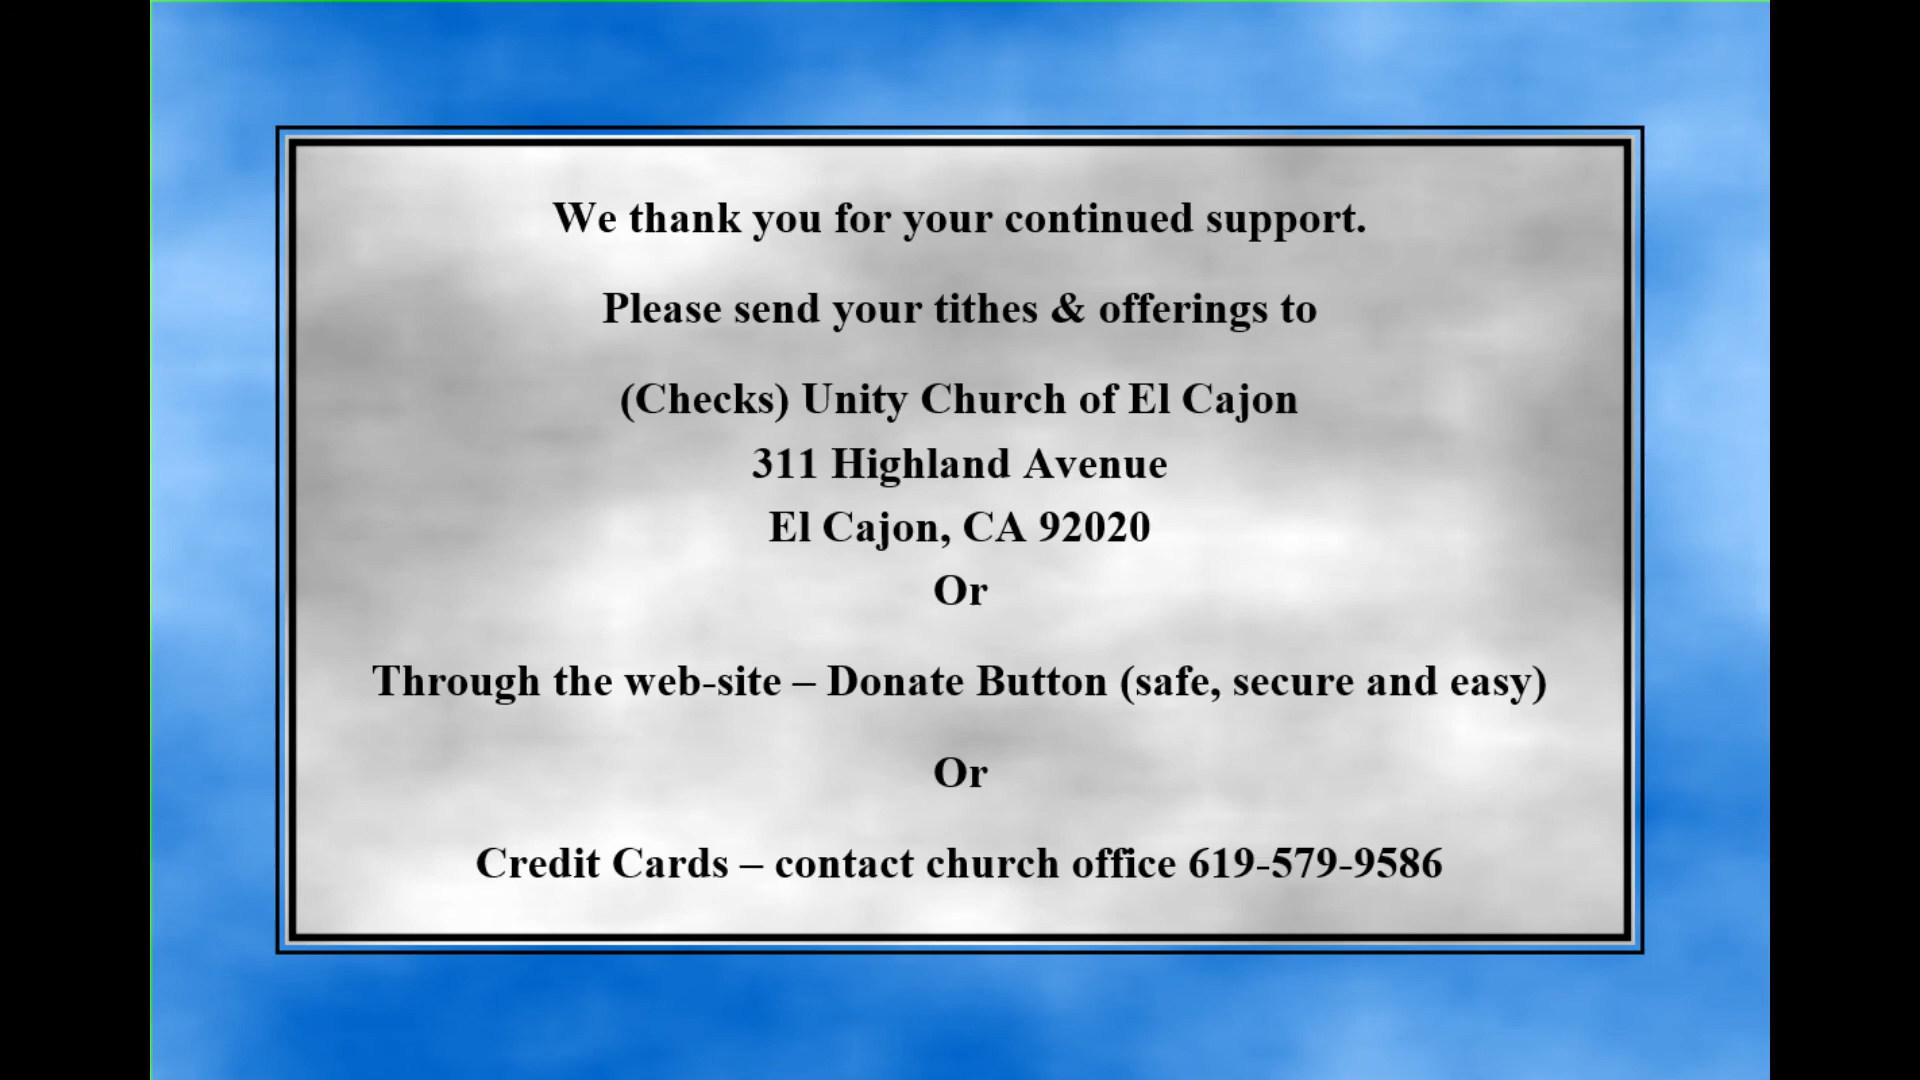 We thank you for your continued support.
Please send your tithes & offerings to
(Checks) Unity Church of El Cajon
311 Highland Avenue
El Cajon, CA 92020
Or
Through the web-site – Donate Button (safe, secure and easy)
Or
Credit Cards – contact church office 619-579-9586